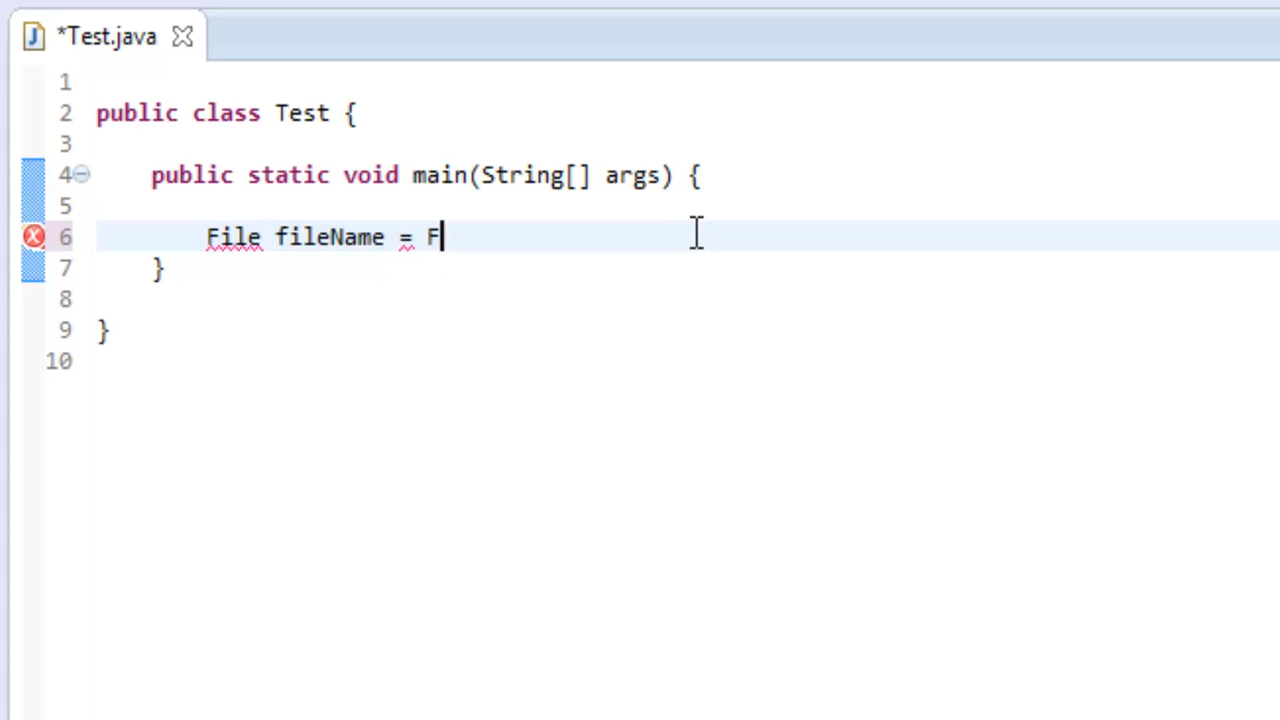 *Test.java
1
2 public class Test {
3
4 public static void main(String[] args) {
5
6 File fileName = F
7 }
8
9 }
10